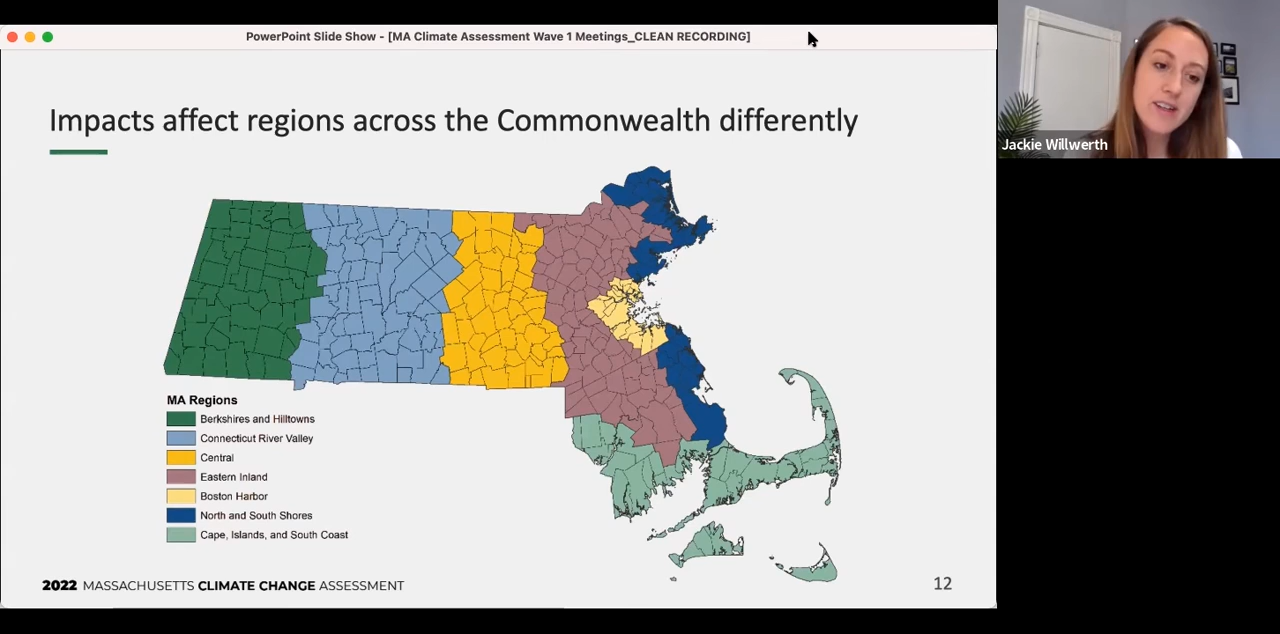 PowerPoint Slide Show - [MA Climate Assessment Wave 1 Meetings_CLEAN RECORDING]
Jackie Willwerth
Impacts affect regions across the Commonwealth differently
MA Regions
Berkshires and Hilltowns
Connecticut River Valley
Central
Eastern Inland
Boston Harbor
North and South Shores
Cape, Islands, and South Coast
2022 MASSACHUSETTS CLIMATE CHANGE ASSESSMENT
12